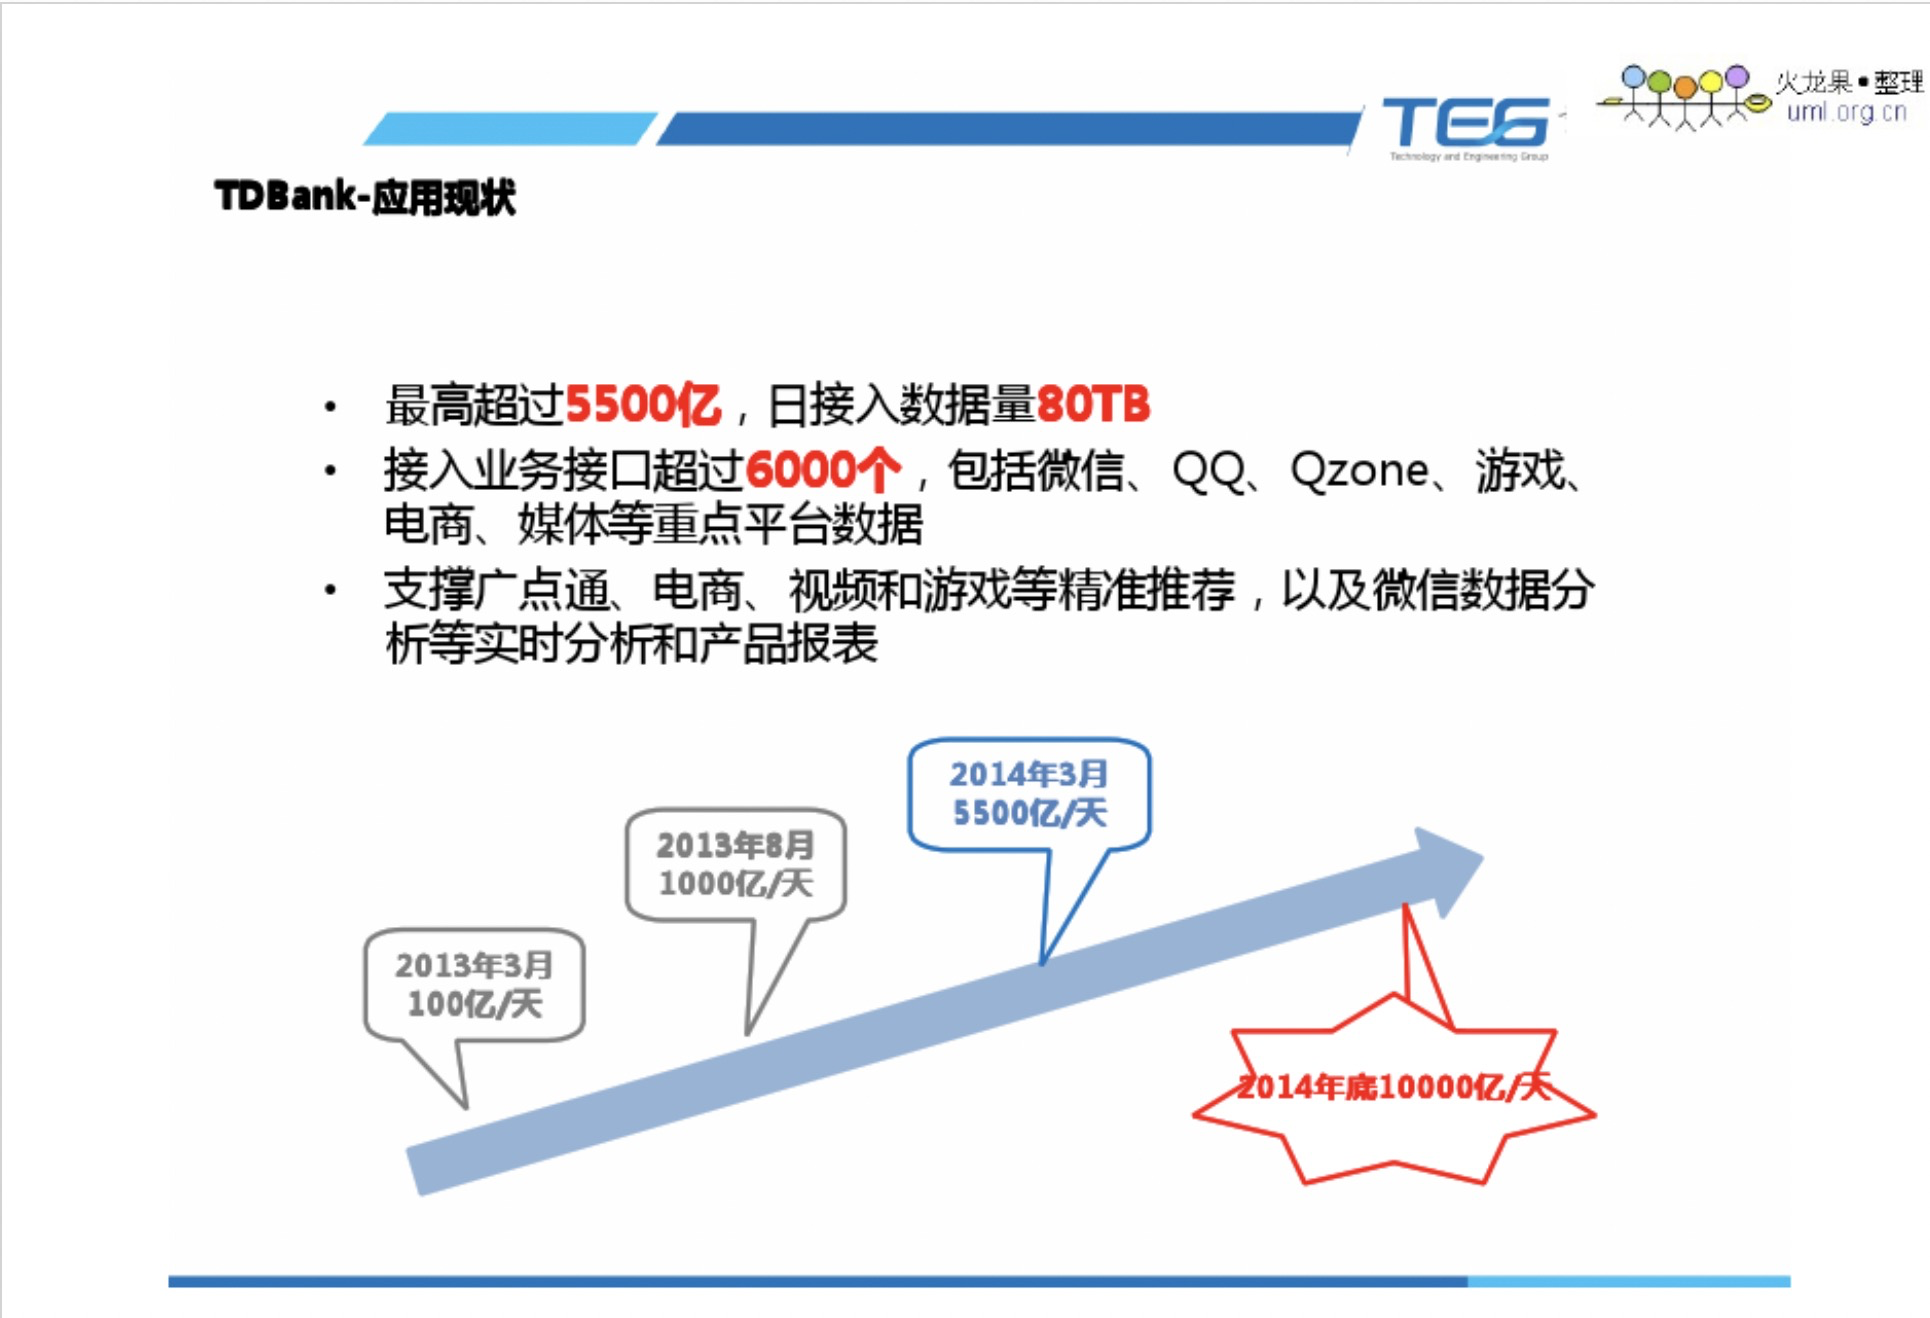 火龙果•整理
uml.org.cn
TEG
Technology and Engineering Group
TDBank-应用现状
• 最高超过5500亿，日接入数据量80TB
• 接入业务接口超过6000个，包括微信、QQ、Qzone、游戏、
电商、媒体等重点平台数据
• 支撑广点通、电商、视频和游戏等精准推荐，以及微信数据分
析等实时分析和产品报表
2013年3月
100亿/天
2013年8月
1000亿/天
2014年3月
5500亿/天
2014年底10000亿/天